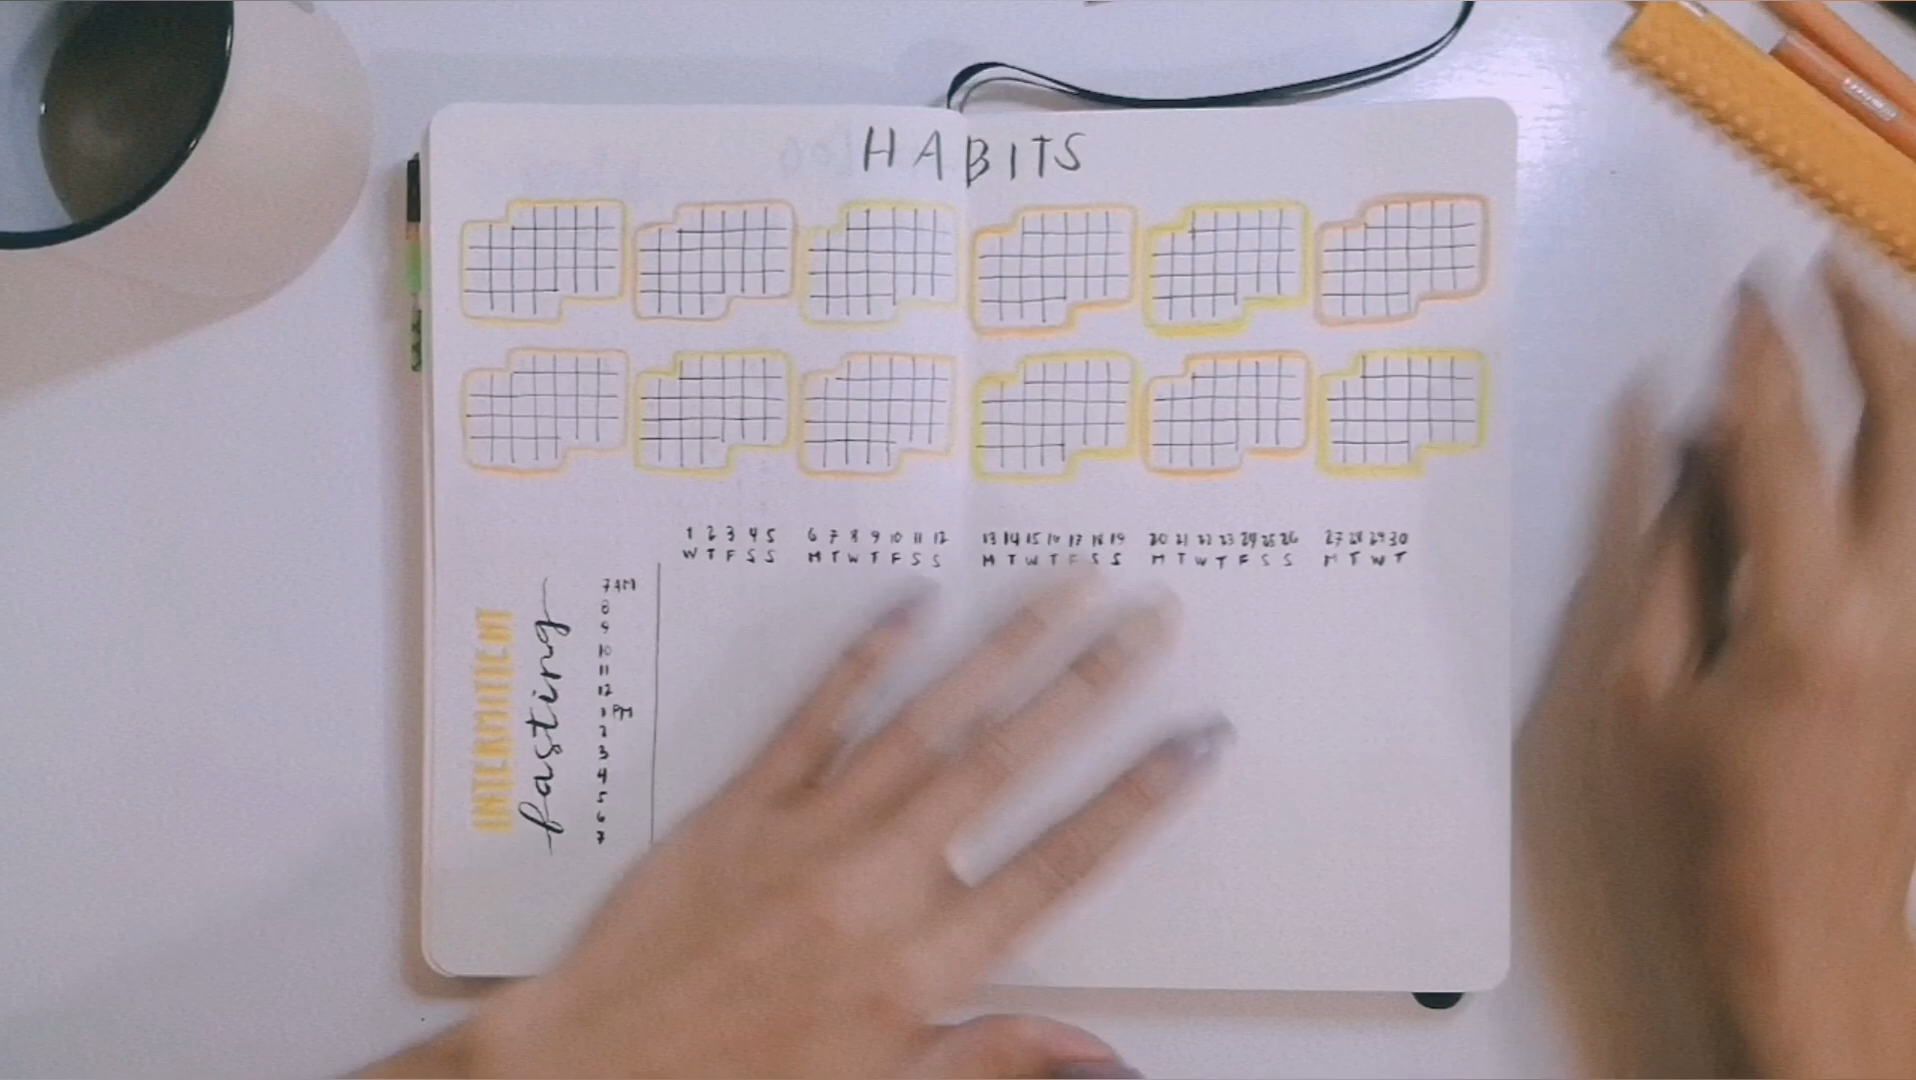 HABITS
1 2 3 4 5 6 7 8 9 10 11 12 13 14 15 16 17 18 19 20 21 22 23 24 25 26 27 28 29 30
W T F S S M T W T F S S M T W T F S S M T W T F S S M T W T
INTERMITTENT
fasting
7 AM
8
9
10
11
12
1 PM
2
3
4
5
6
7